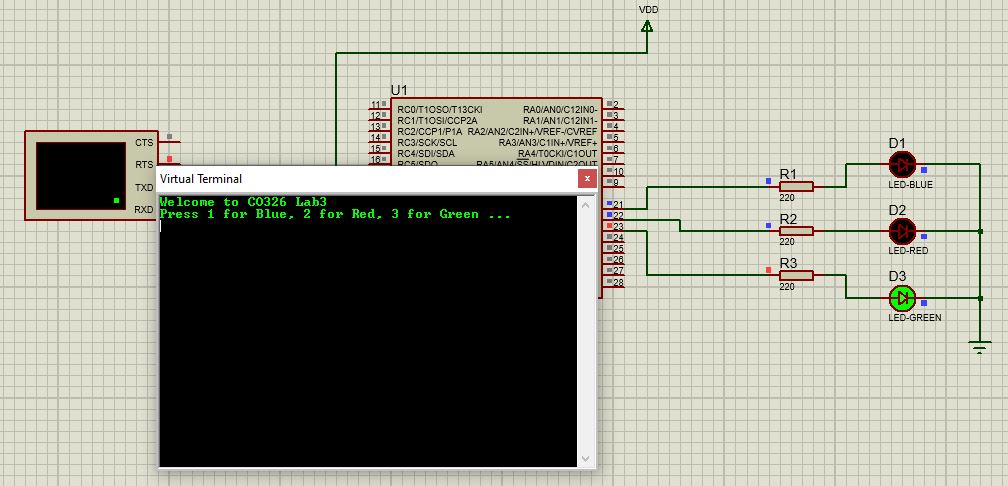 VDD
U1
11
12
13
14
15
16
RC0/T1OSO/T13CKI
RC1/T1OSI/CCP2A
RC2/CCP1/P1A
RC3/SCK/SCL
RC4/SDI/SDA
RC5/SDO
RA0/AN0/C12IN0-
RA1/AN1/C12IN1-
RA2/AN2/C2IN+/VREF-/CVREF
RA3/AN3/C1IN+/VREF+
RA4/T0CKI/C1OUT
RA5/AN4/SS/HLVDIN/C2OUT
2
3
4
5
6
7
10
9
21
22
23
24
25
26
27
28
CTS
RTS
TXD
RXD
Virtual Terminal
Welcome to CO326 Lab3
Press 1 for Blue, 2 for Red, 3 for Green ...
R1
220
R2
220
R3
220
D1
LED-BLUE
D2
LED-RED
D3
LED-GREEN